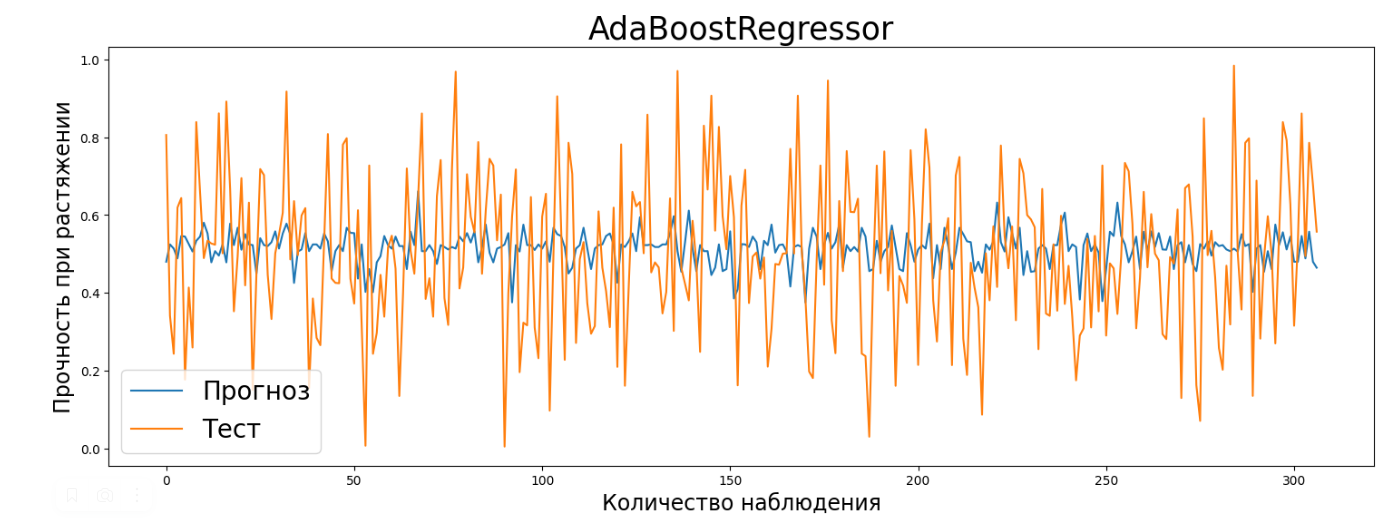 AdaBoostRegressor
Прочность при растяжении
1.0
0.8
0.6
0.4
0.2
0.0
Прогноз
Тест
0
50
100
150
200
250
300
Количество наблюдения